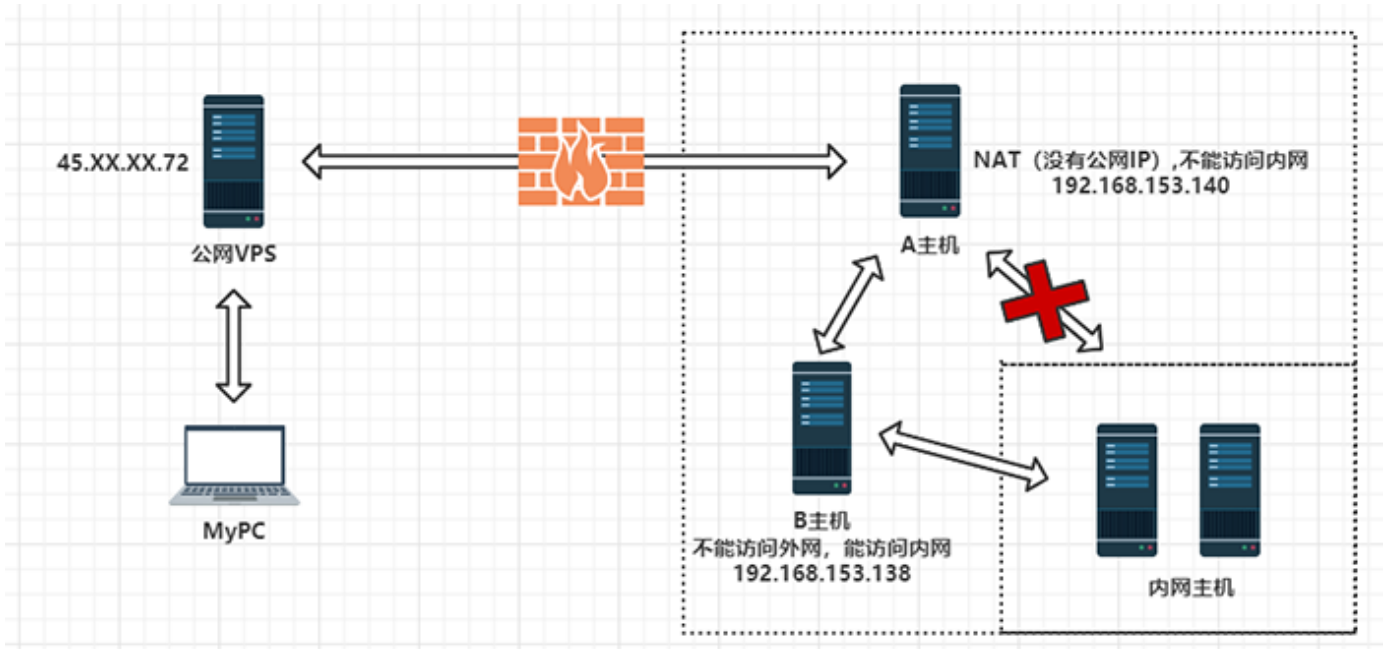 45.XX.XX.72
公网VPS
MyPC
NAT（没有公网IP）,不能访问内网
192.168.153.140
A主机
B主机
不能访问外网，能访问内网
192.168.153.138
内网主机